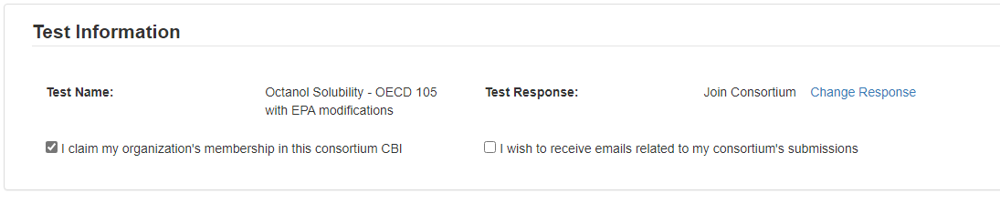 Test Information
Test Name: Octanol Solubility - OECD 105 Test Response: Join Consortium Change Response
with EPA modifications
I claim my organization's membership in this consortium CBI I wish to receive emails related to my consortium's submissions